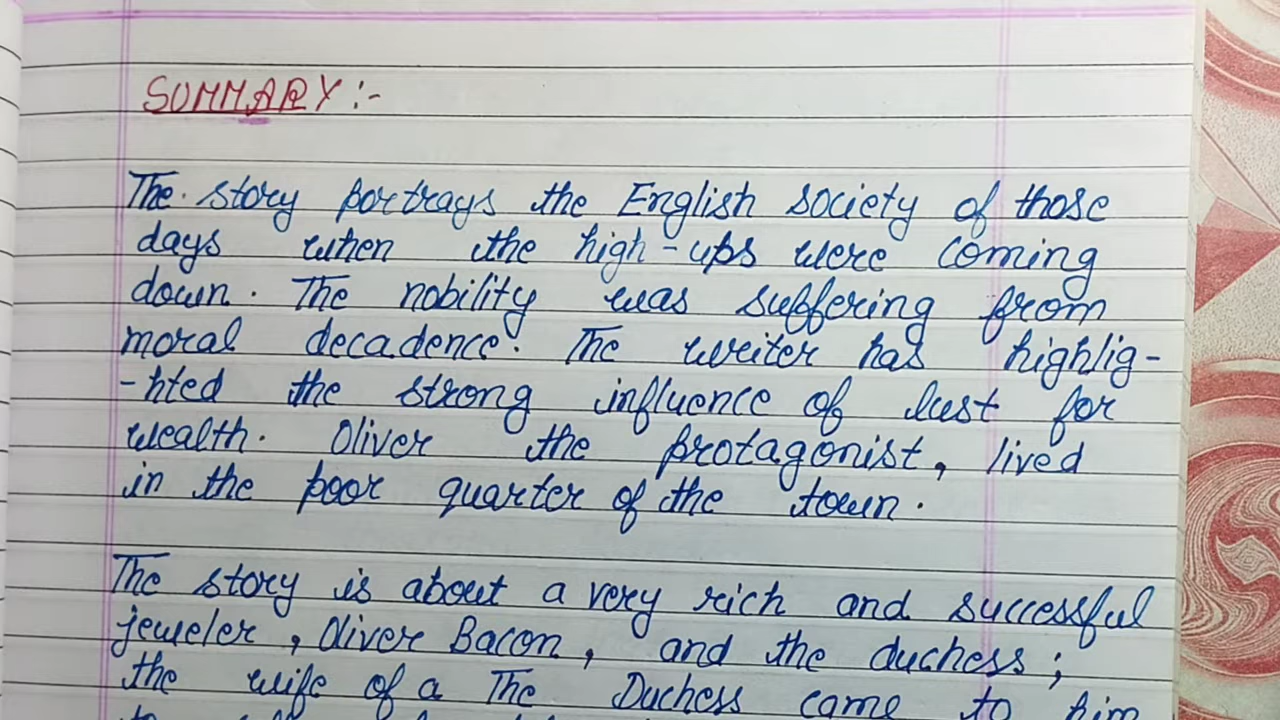 SUMMARY :-
The. story portrays the English society of those
days when the high-ups were coming
down. The nobility was suffering from
moral decadence. The writer has highlig-
-hted the strong influence of lust for
wealth. Oliver the protagonist, lived
in the poor quarter of the town.
The story is about a very rich and successful
jeweler, Oliver Bacon, and the duchess;
the wife of a The Duchess came to him